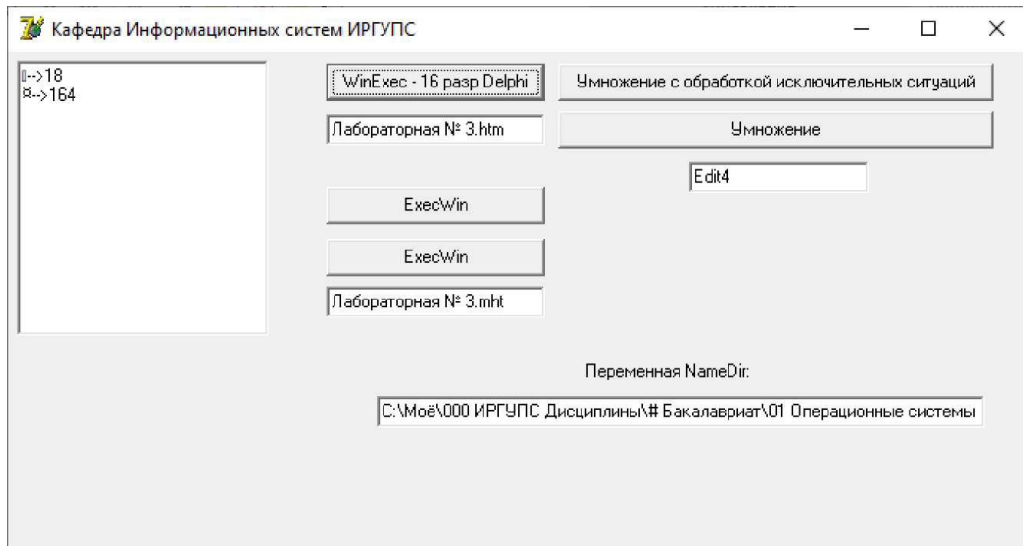 Кафедра Информационных систем ИРГУПС
▯-->18
¤-->164
WinExec - 16 разр Delphi
Умножение с обработкой исключительных ситуаций
Лабораторная № 3.htm
Умножение
Edit4
ExecWin
ExecWin
Лабораторная № 3.mht
Переменная NameDir:
C:\Моё\000 ИРГУПС Дисциплины\# Бакалавриат\01 Операционные системы